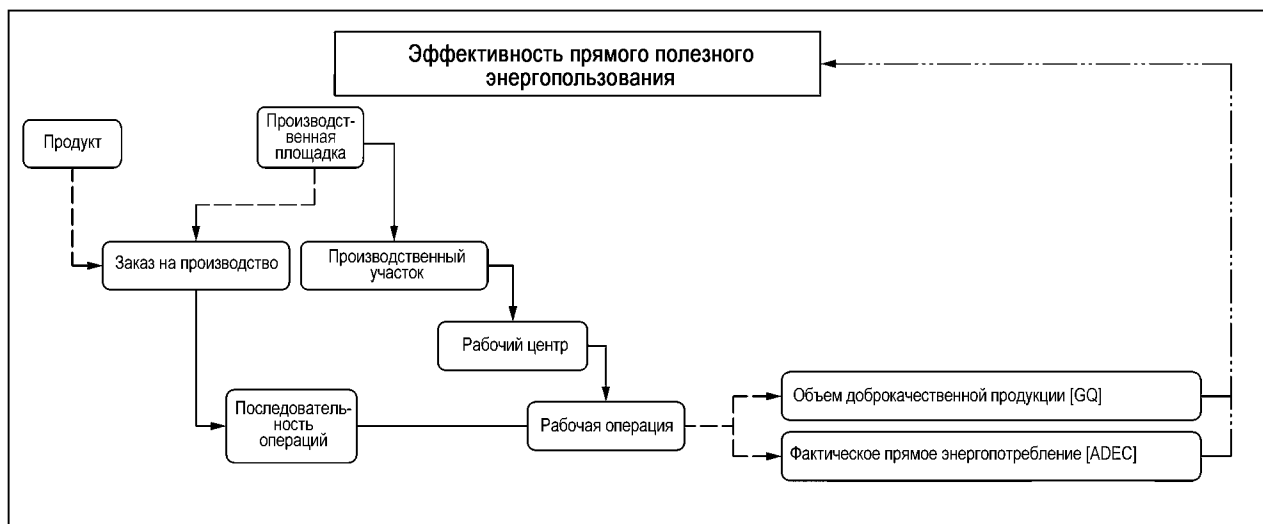 Эффективность прямого полезного
энергопользования
Продукт
Производст-
венная
площадка
Заказ на производство
Производственный
участок
Рабочий центр
Последователь-
ность
операций
Рабочая операция
Объем доброкачественной продукции [GQ]
Фактическое прямое энергопотребление [ADEC]